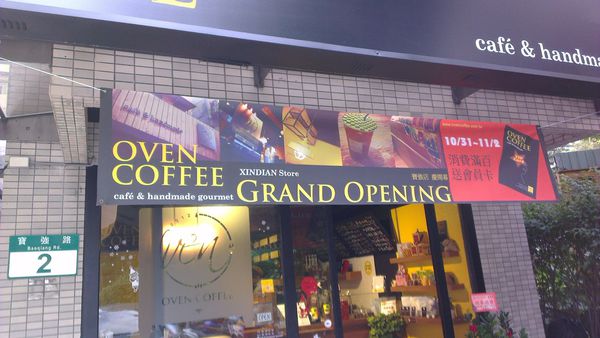 café & handma
OVEN
COFFEE
café & handmade gourmet
XINDIAN Store
GRAND OPENING
寶強店 慶開幕
10/31~11/2
消費滿百
送會員卡
OVEN
COFFEE
寶強路
Baoqiang Rd.
2
Oven
OVEN COFFEE
OPEN